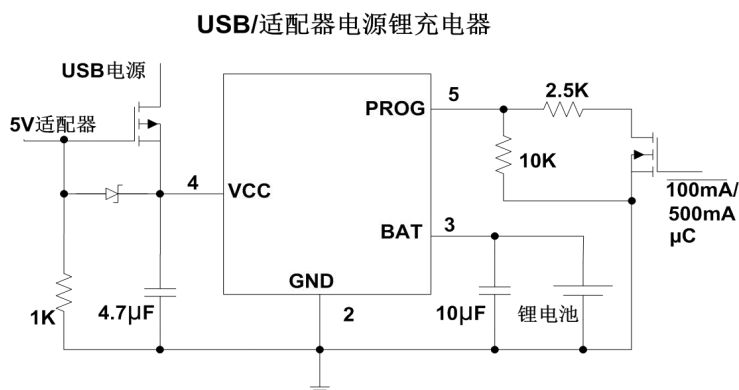 USB/适配器电源锂充电器
USB电源
5V适配器
4
VCC
1K
4.7µF
GND
2
PROG
5
2.5K
10K
100mA/
500mA
µC
BAT
3
10µF
锂电池